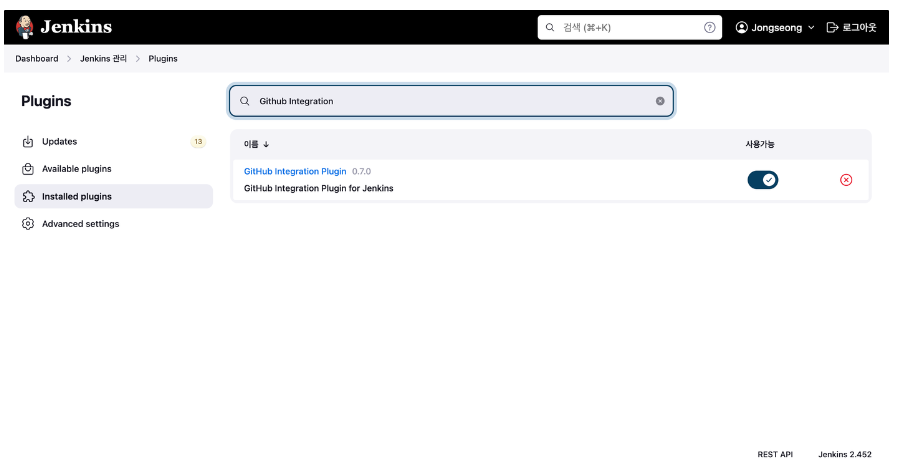 Jenkins
검색 (⌘+K)
Jongseong
로그아웃
Dashboard > Jenkins 관리 > Plugins
Plugins
Github Integration
Updates 13
Available plugins
Installed plugins
Advanced settings
이름 ↓ 사용가능
GitHub Integration Plugin 0.7.0
GitHub Integration Plugin for Jenkins
REST API Jenkins 2.452